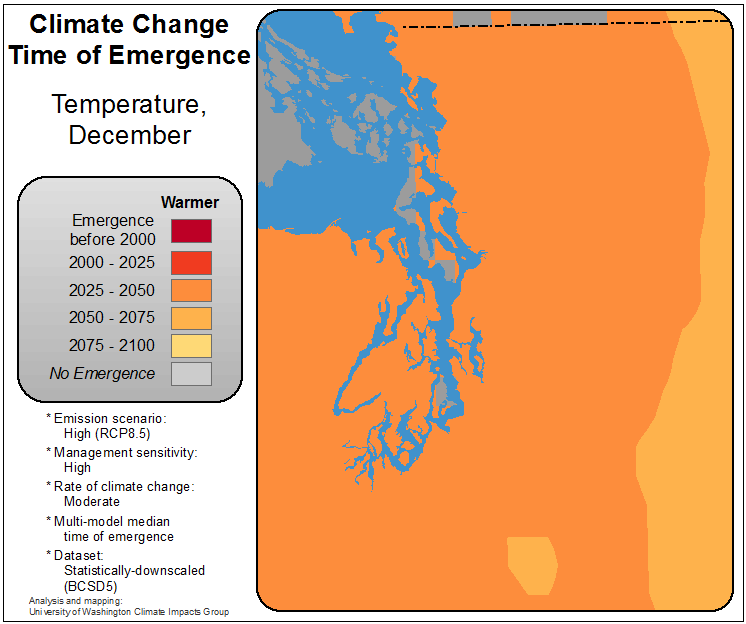 Climate Change
Time of Emergence
Temperature,
December
Warmer
Emergence
before 2000
2000 - 2025
2025 - 2050
2050 - 2075
2075 - 2100
No Emergence
* Emission scenario:
High (RCP8.5)
* Management sensitivity:
High
* Rate of climate change:
Moderate
* Multi-model median
time of emergence
* Dataset:
Statistically-downscaled
(BCSD5)
Analysis and mapping:
University of Washington Climate Impacts Group